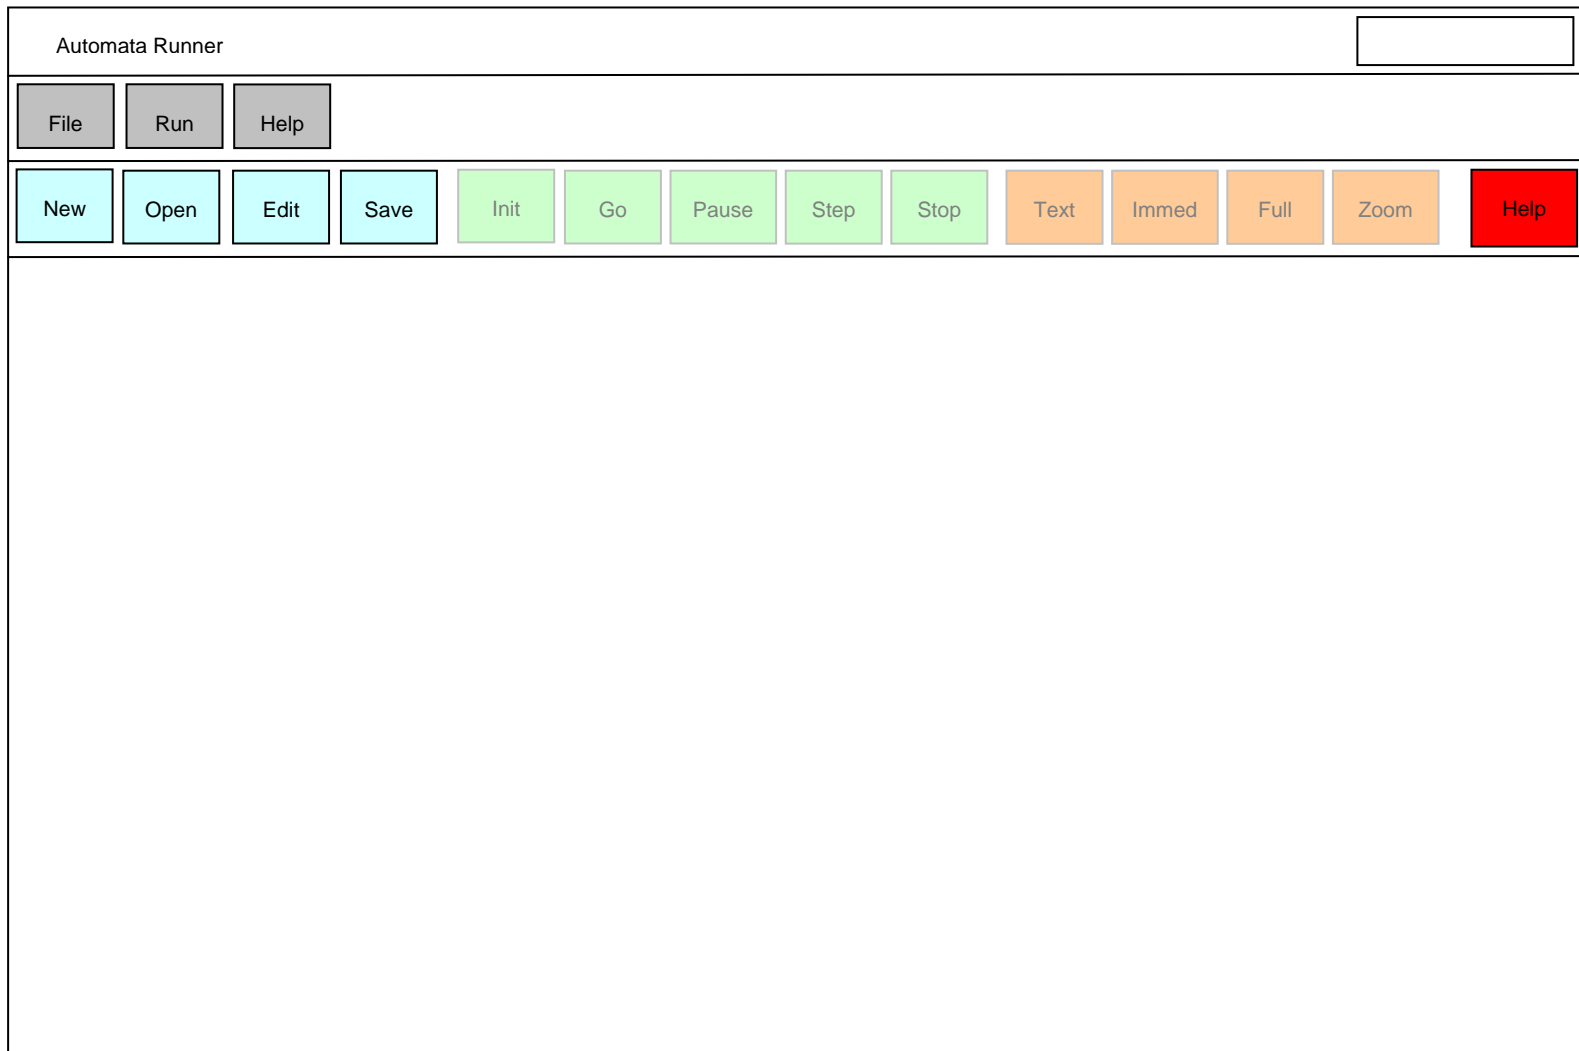 Automata Runner
File Run Help
New Open Edit Save Init Go Pause Step Stop Text Immed Full Zoom Help